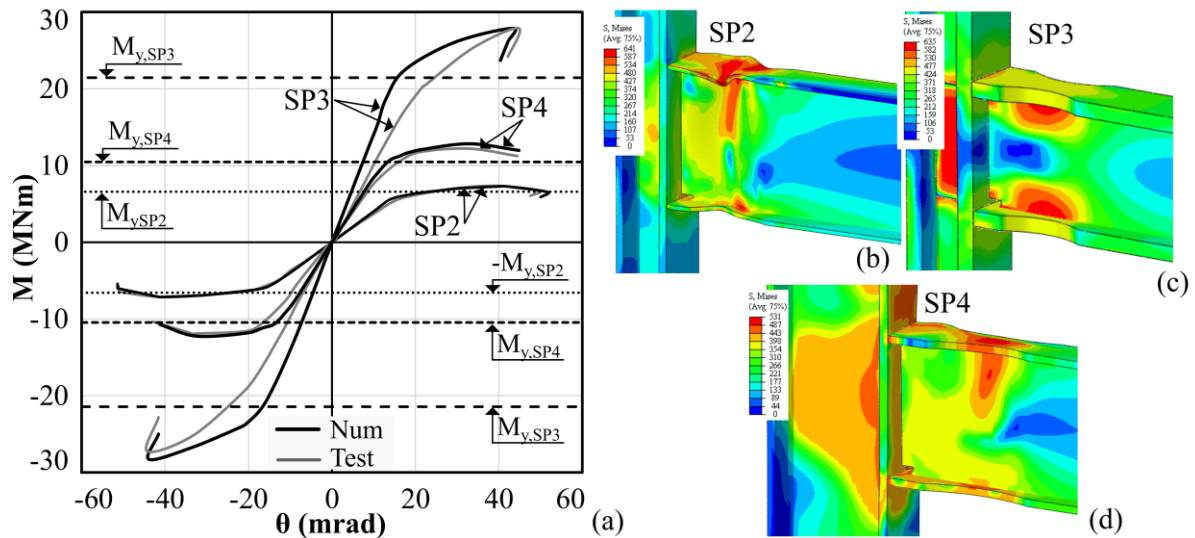 M (MNm)
30
20
10
0
-10
-20
-30
-60
-40
-20
0
20
40
60
θ (mrad)
(a)
My,SP3
My,SP4
MySP2
SP3
SP4
SP2
-My,SP2
My,SP4
My,SP3
Num
Test
SP2
S, Mises
(Avg: 75%)
641
587
534
480
427
374
320
267
214
160
107
53
0
(b)
SP3
S, Mises
(Avg: 75%)
635
582
530
477
424
371
318
265
212
159
106
53
0
(c)
SP4
S, Mises
(Avg: 75%)
531
487
443
398
354
310
266
221
177
133
89
44
0
(d)